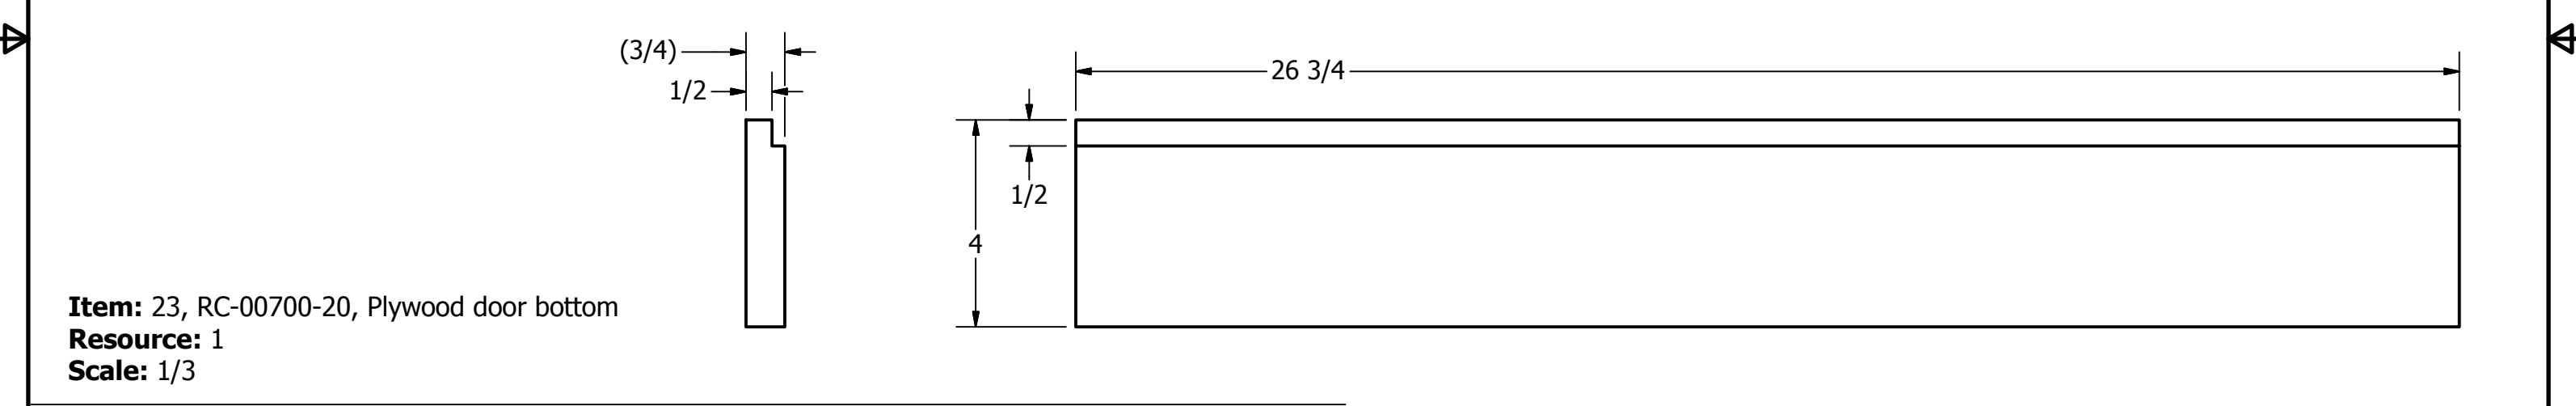 (3/4)
1/2
26 3/4
1/2
4
Item: 23, RC-00700-20, Plywood door bottom
Resource: 1
Scale: 1/3